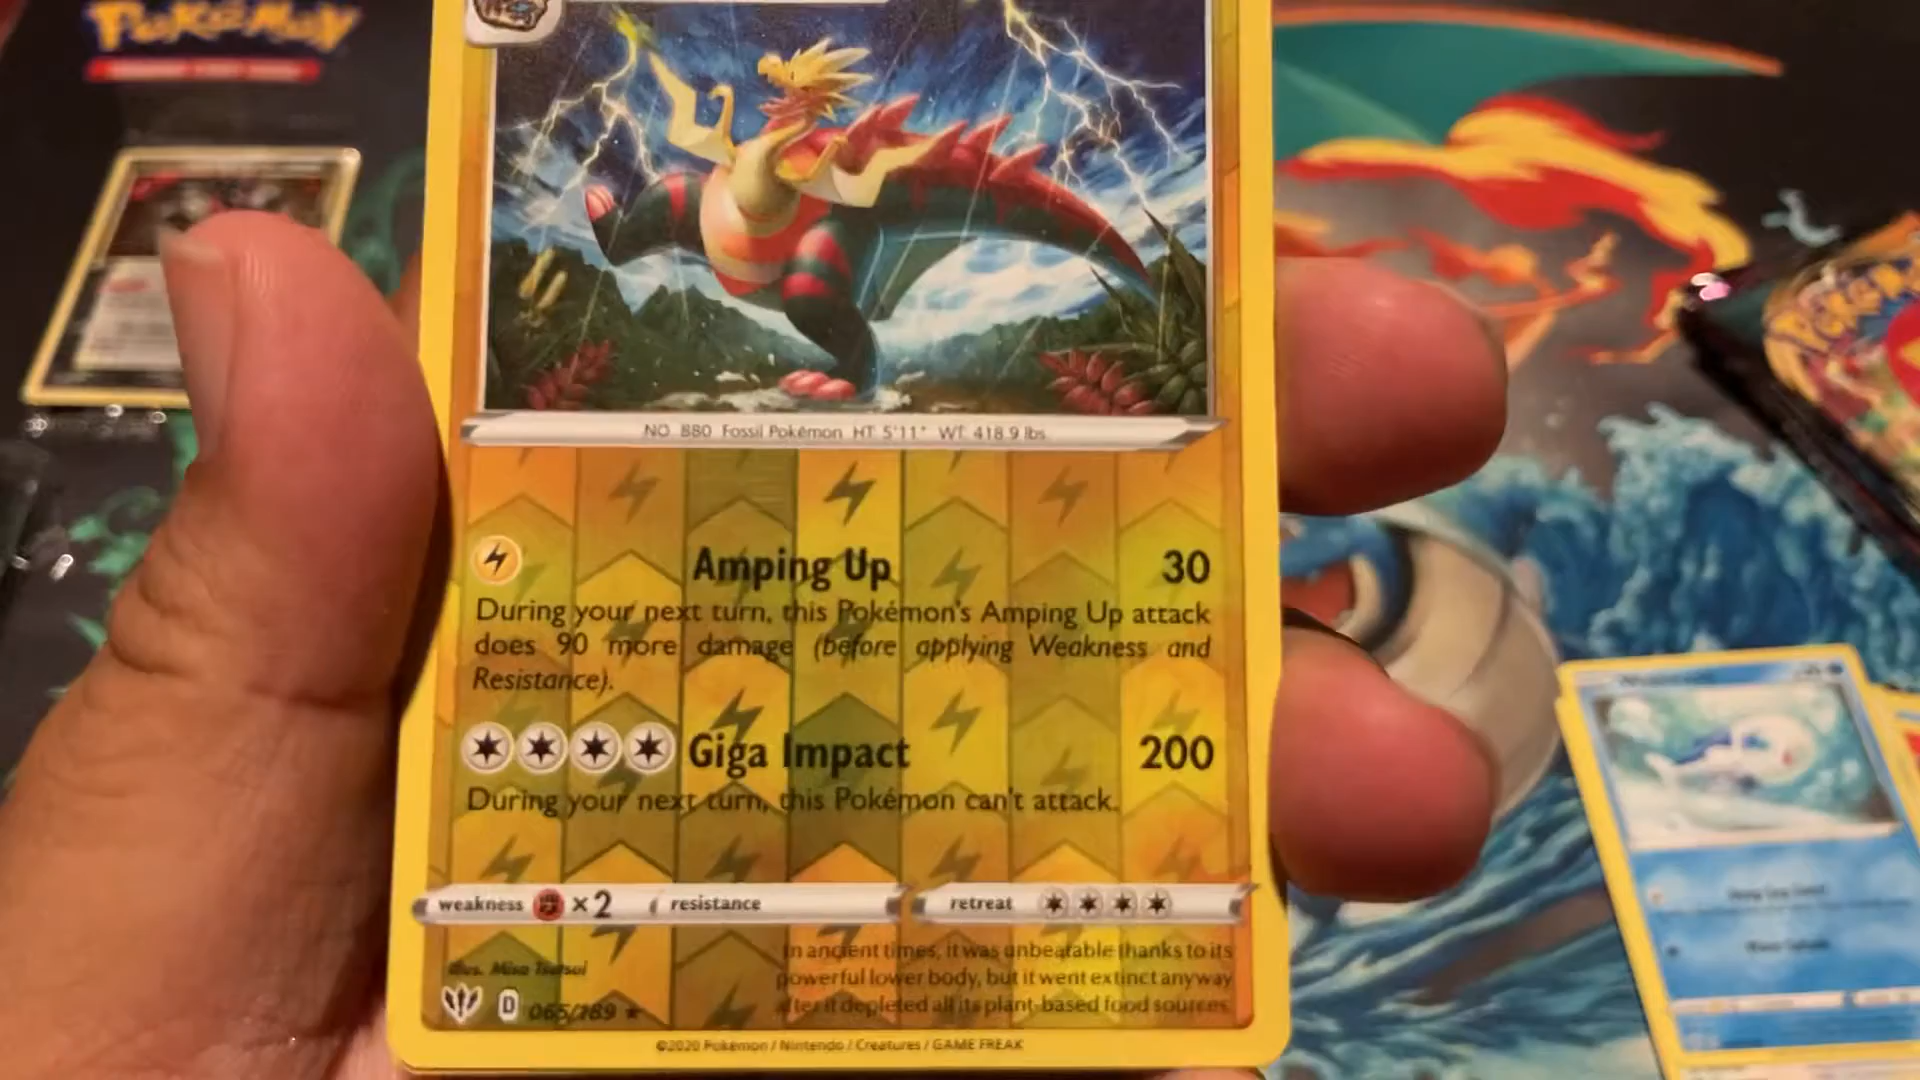 POKÉMON
NO. 880 Fossil Pokémon HT: 5'11" WT: 418.9 lbs.
Amping Up 30
During your next turn, this Pokémon's Amping Up attack
does 90 more damage (before applying Weakness and
Resistance).
Giga Impact 200
During your next turn, this Pokémon can't attack.
weakness ×2 resistance retreat
In ancient times, it was unbeatable thanks to its
powerful lower body, but it went extinct anyway
after it depleted all its plant-based food sources.
Illus. Misa Tsutsui
D 065/189 ★
©2020 Pokémon / Nintendo / Creatures / GAME FREAK
POKÉMON